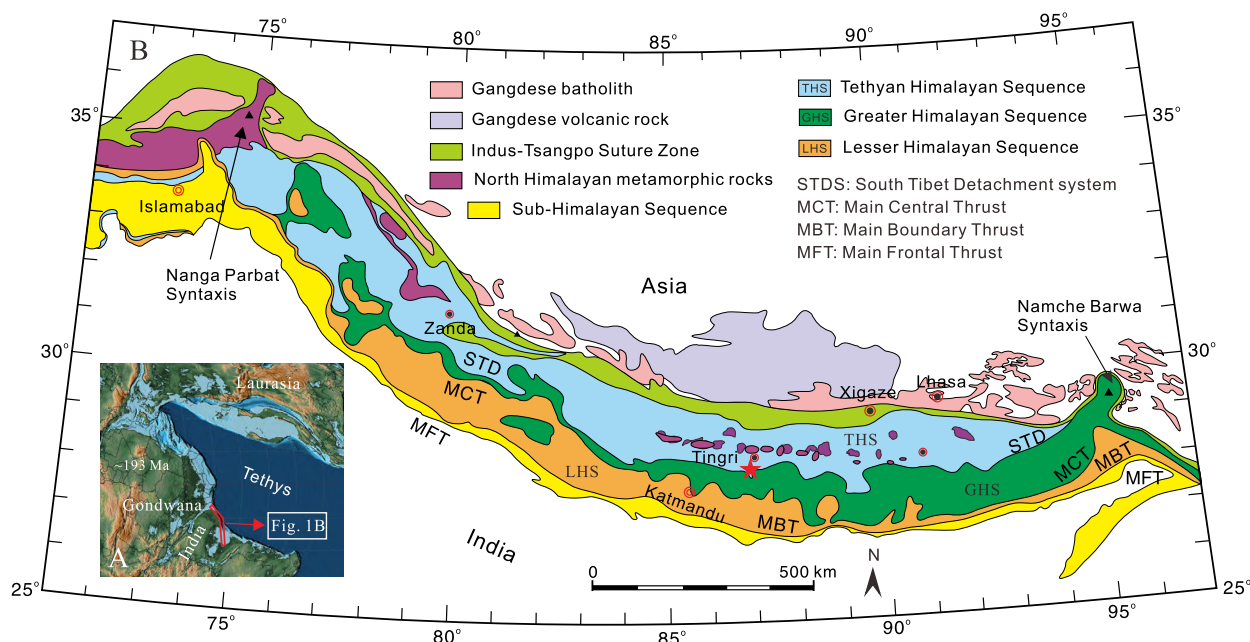 75°
80°
85°
90°
95°
B
35°
35°
30°
30°
25°
25°
Gangdese batholith
Gangdese volcanic rock
Indus-Tsangpo Suture Zone
North Himalayan metamorphic rocks
Sub-Himalayan Sequence
THS Tethyan Himalayan Sequence
GHS Greater Himalayan Sequence
LHS Lesser Himalayan Sequence
STDS: South Tibet Detachment system
MCT: Main Central Thrust
MBT: Main Boundary Thrust
MFT: Main Frontal Thrust
Islamabad
Nanga Parbat
Syntaxis
Asia
Namche Barwa
Syntaxis
Zanda
STD
MCT
MFT
Xigaze
Lhasa
THS
STD
Tingri
LHS
Katmandu
MBT
GHS
MCT
MBT
MFT
India
Laurasia
~193 Ma
Tethys
Gondwana
India
Fig. 1B
A
N
0
500 km
75°
80°
85°
90°
95°